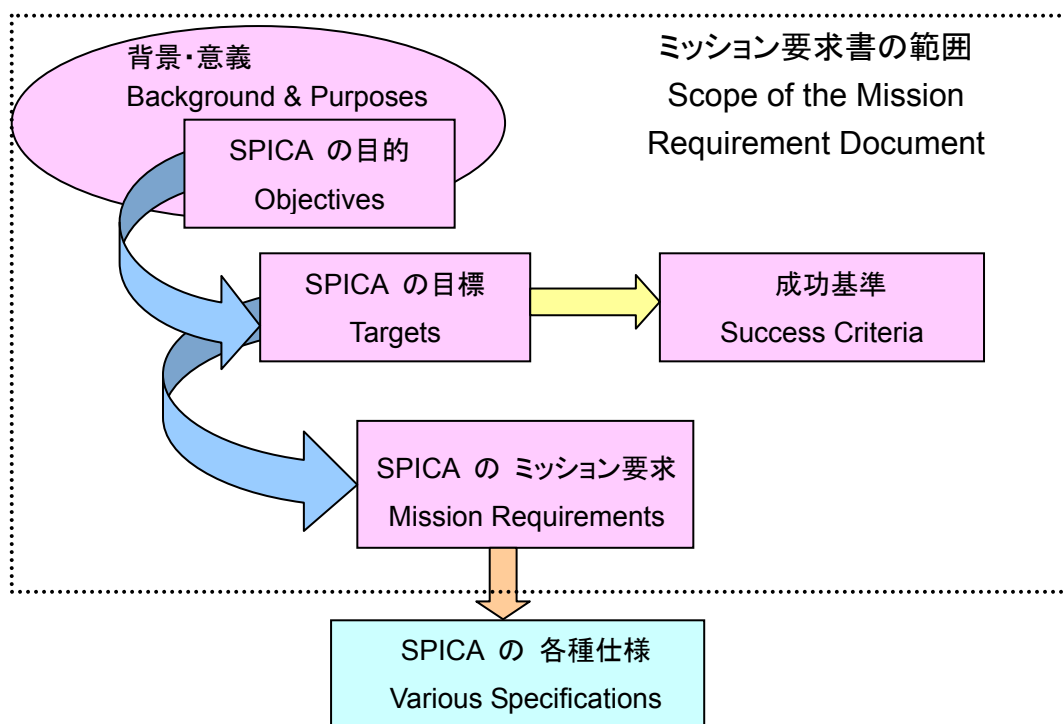 背景・意義
Background & Purposes
ミッション要求書の範囲
Scope of the Mission
Requirement Document
SPICA の目的
Objectives
SPICA の目標
Targets
成功基準
Success Criteria
SPICA の ミッション要求
Mission Requirements
SPICA の 各種仕様
Various Specifications